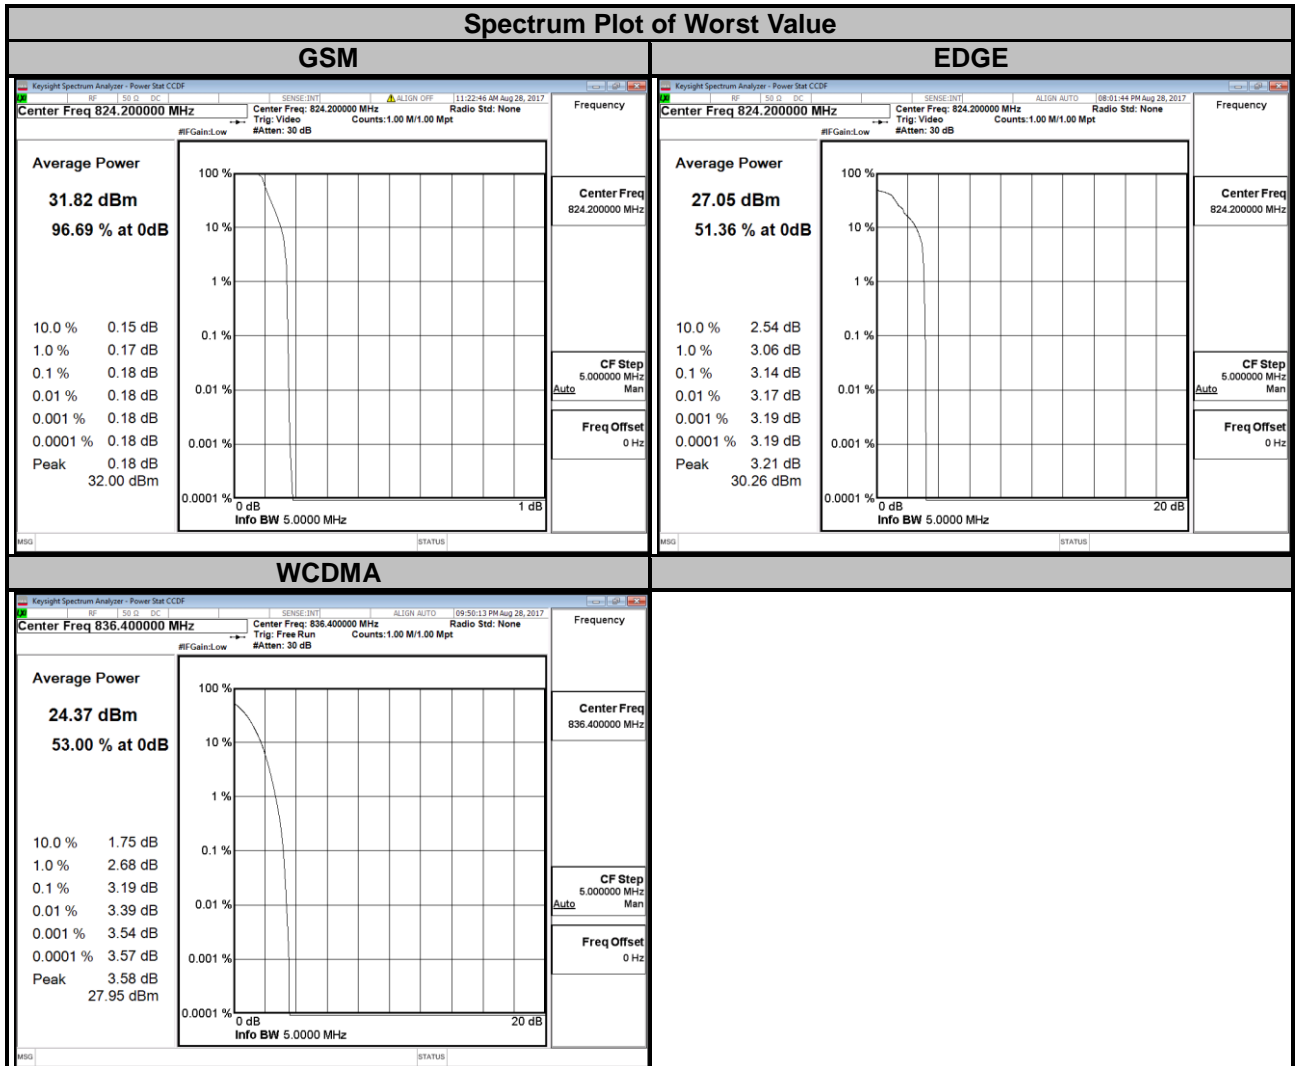 Spectrum Plot of Worst Value
GSM
EDGE
Keysight Spectrum Analyzer - Power Stat CCDF
RF 50 Ω DC SENSE:INT ALIGN OFF 11:22:46 AM Aug 28, 2017
Center Freq 824.200000 MHz
Center Freq: 824.200000 MHz Radio Std: None
Trig: Video Counts:1.00 M/1.00 Mpt
#IFGain:Low #Atten: 30 dB
Frequency
Average Power
31.82 dBm
96.69 % at 0dB
10.0 % 0.15 dB
1.0 % 0.17 dB
0.1 % 0.18 dB
0.01 % 0.18 dB
0.001 % 0.18 dB
0.0001 % 0.18 dB
Peak 0.18 dB
32.00 dBm
100 %
10 %
1 %
0.1 %
0.01 %
0.001 %
0.0001 %
0 dB 1 dB
Info BW 5.0000 MHz
Center Freq
824.200000 MHz
CF Step
5.000000 MHz
Auto Man
Freq Offset
0 Hz
MSG STATUS
Keysight Spectrum Analyzer - Power Stat CCDF
RF 50 Ω DC SENSE:INT ALIGN AUTO 08:01:44 PM Aug 28, 2017
Center Freq 824.200000 MHz
Center Freq: 824.200000 MHz Radio Std: None
Trig: Video Counts:1.00 M/1.00 Mpt
#IFGain:Low #Atten: 30 dB
Frequency
Average Power
27.05 dBm
51.36 % at 0dB
10.0 % 2.54 dB
1.0 % 3.06 dB
0.1 % 3.14 dB
0.01 % 3.17 dB
0.001 % 3.19 dB
0.0001 % 3.19 dB
Peak 3.21 dB
30.26 dBm
100 %
10 %
1 %
0.1 %
0.01 %
0.001 %
0.0001 %
0 dB 20 dB
Info BW 5.0000 MHz
Center Freq
824.200000 MHz
CF Step
5.000000 MHz
Auto Man
Freq Offset
0 Hz
MSG STATUS
WCDMA
Keysight Spectrum Analyzer - Power Stat CCDF
RF 50 Ω DC SENSE:INT ALIGN AUTO 09:50:13 PM Aug 28, 2017
Center Freq 836.400000 MHz
Center Freq: 836.400000 MHz Radio Std: None
Trig: Free Run Counts:1.00 M/1.00 Mpt
#IFGain:Low #Atten: 30 dB
Frequency
Average Power
24.37 dBm
53.00 % at 0dB
10.0 % 1.75 dB
1.0 % 2.68 dB
0.1 % 3.19 dB
0.01 % 3.39 dB
0.001 % 3.54 dB
0.0001 % 3.57 dB
Peak 3.58 dB
27.95 dBm
100 %
10 %
1 %
0.1 %
0.01 %
0.001 %
0.0001 %
0 dB 20 dB
Info BW 5.0000 MHz
Center Freq
836.400000 MHz
CF Step
5.000000 MHz
Auto Man
Freq Offset
0 Hz
MSG STATUS